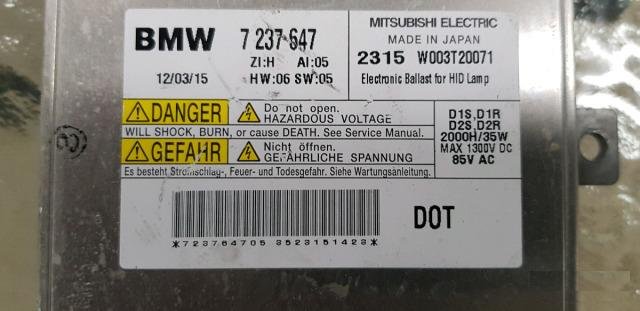 BMW 7 237 647
ZI:H AI:05
12/03/15 HW:06 SW:05
MITSUBISHI ELECTRIC
MADE IN JAPAN
2315 W003T20071
Electronic Ballast for HID Lamp
DANGER Do not open.
HAZARDOUS VOLTAGE
WILL SHOCK, BURN, or cause DEATH. See Service Manual.
GEFAHR Nicht öffnen.
GEFÄHRLICHE SPANNUNG
Es besteht Stromschlag-, Feuer- und Todesgefahr. Siehe Wartungsanleitung.
D1S,D1R
D2S,D2R
2000H/35W
MAX 1300V DC
85V AC
DOT
*723764705 3523151423*